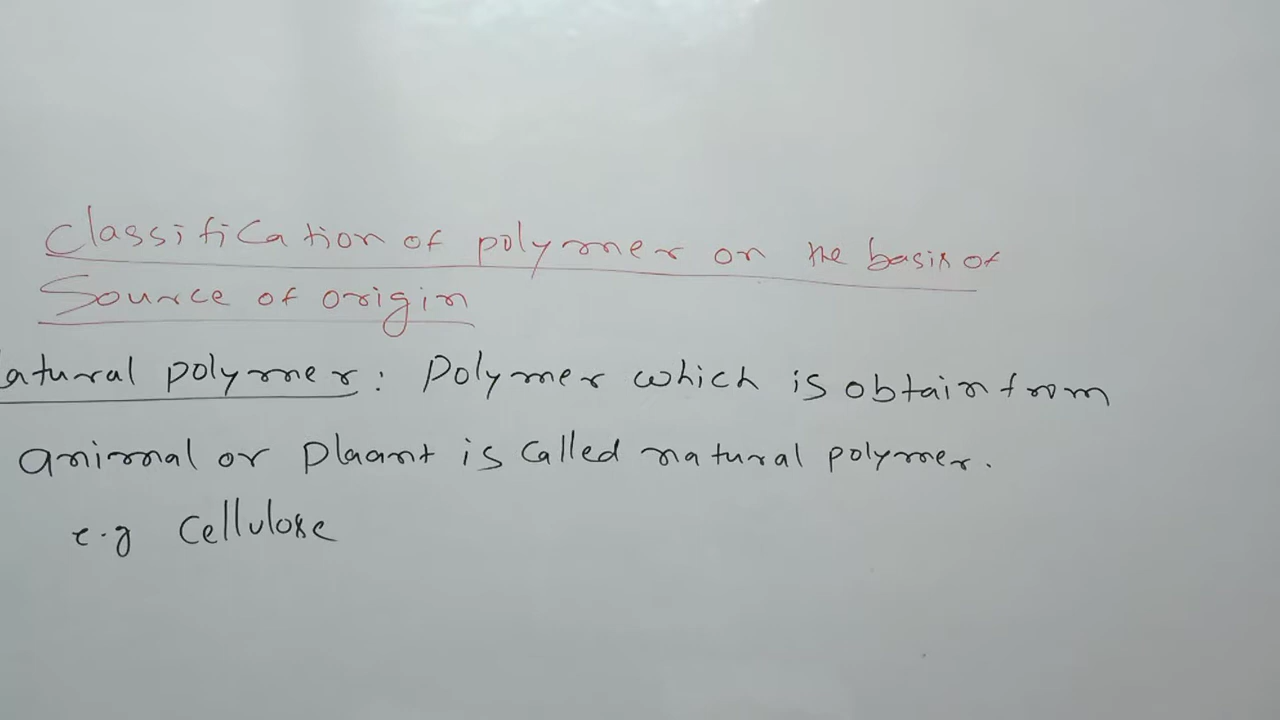 Classification of polymer on the basis of
Source of origin
atural polymer: Polymer which is obtain from
animal or plaant is called natural polymer.
e.g Cellulose